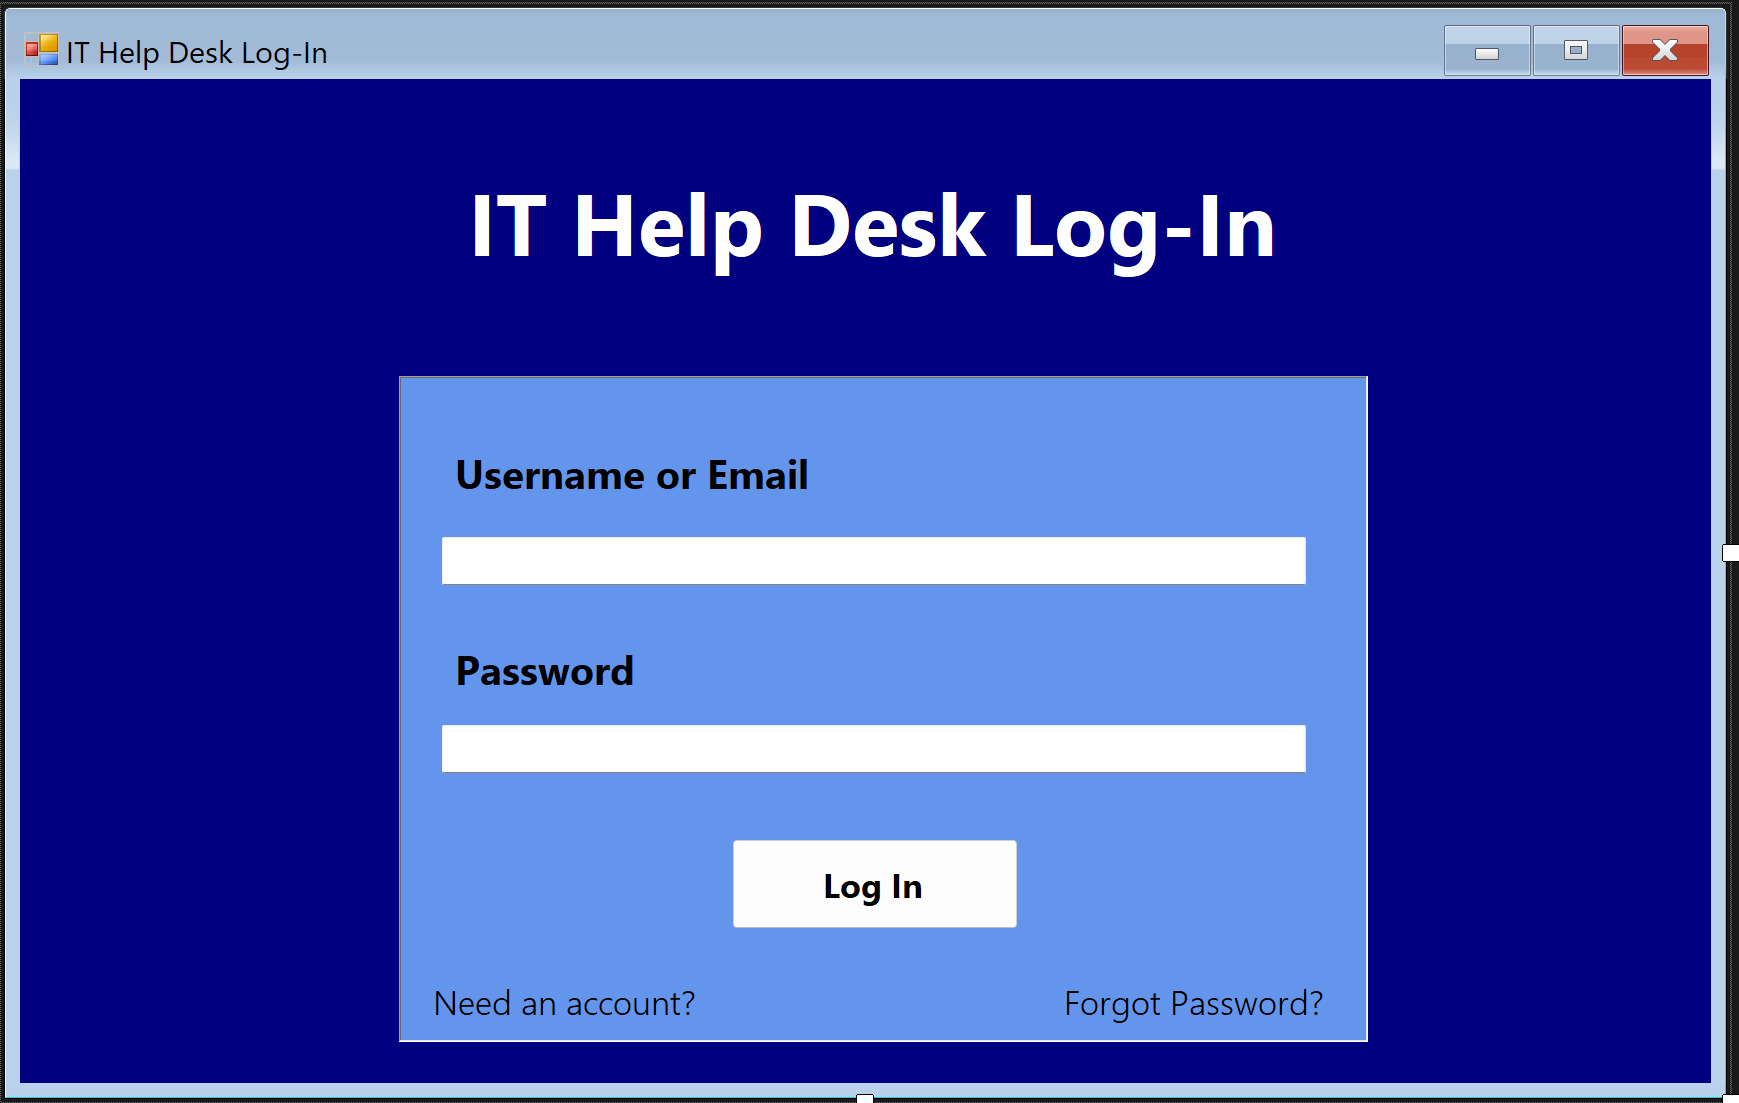 IT Help Desk Log-In
IT Help Desk Log-In
Username or Email
Password
Log In
Need an account?
Forgot Password?